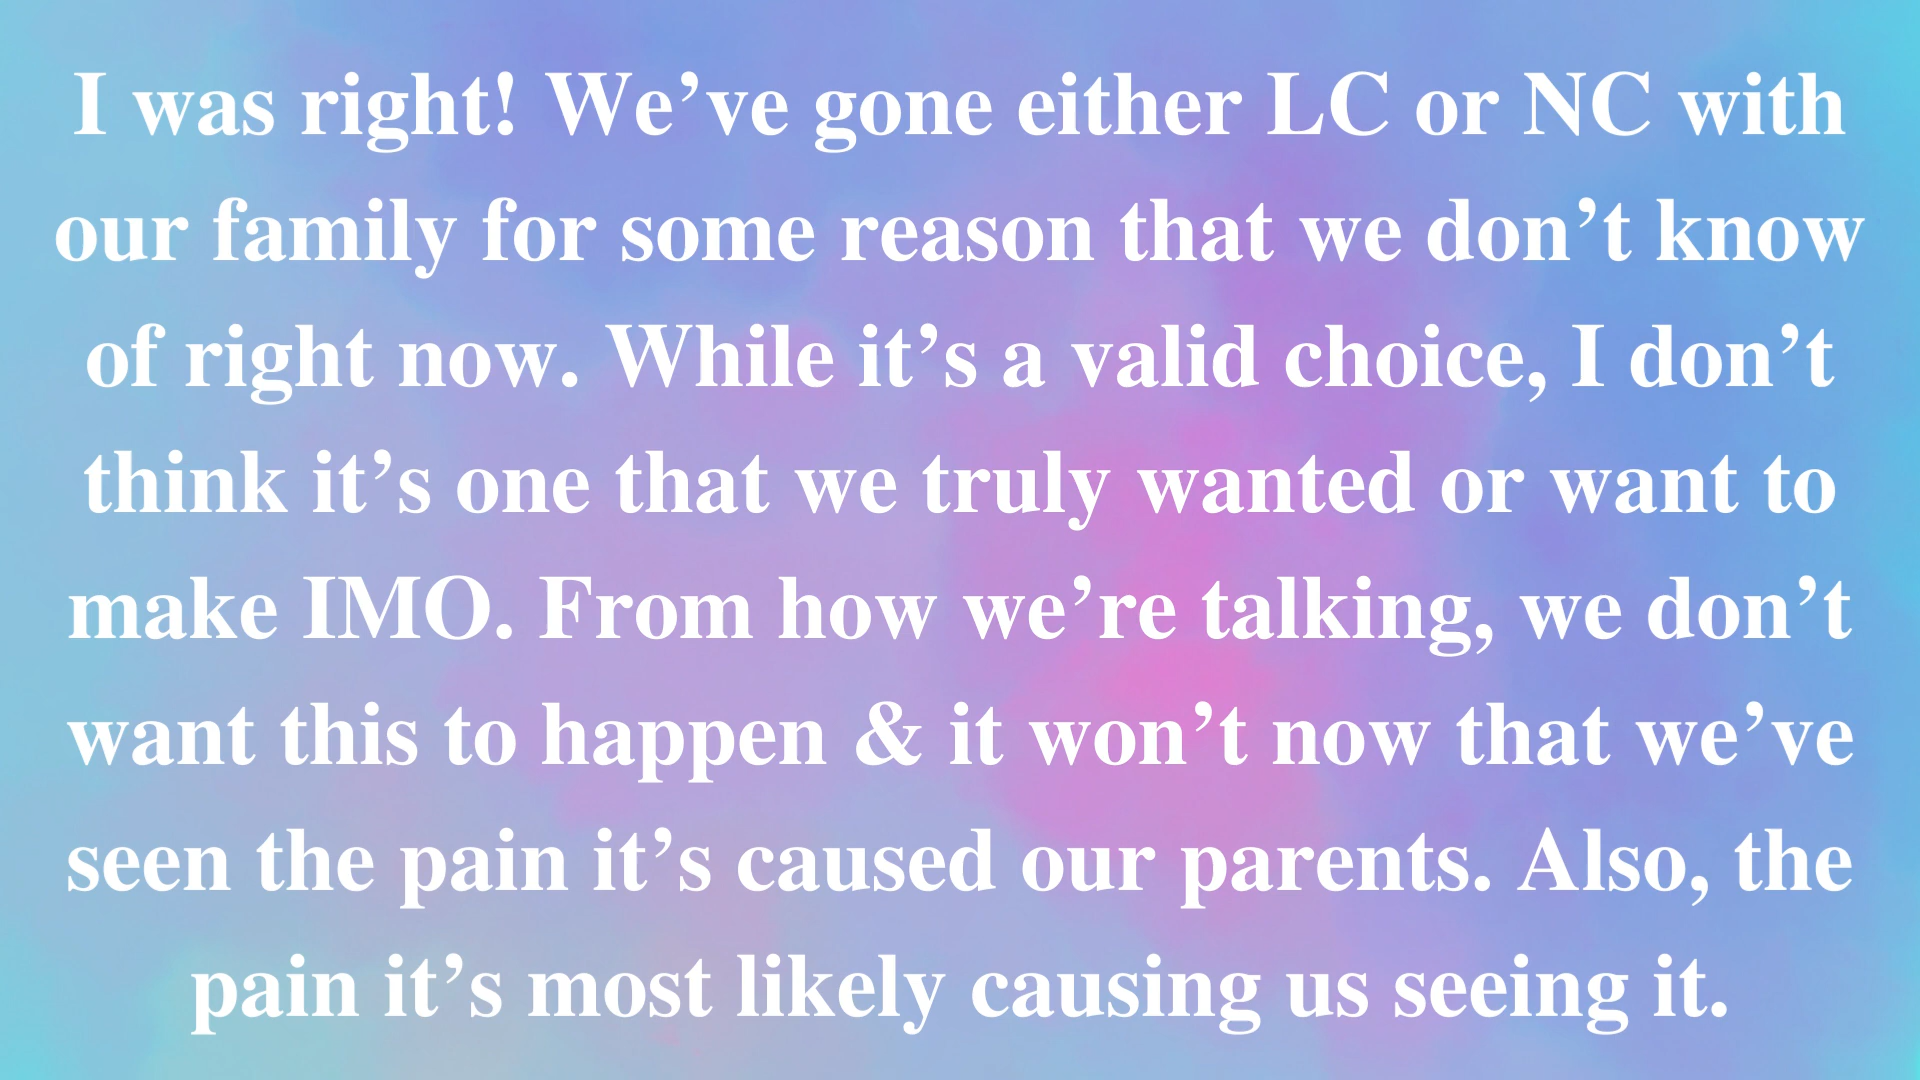 I was right! We’ve gone either LC or NC with
our family for some reason that we don’t know
of right now. While it’s a valid choice, I don’t
think it’s one that we truly wanted or want to
make IMO. From how we’re talking, we don’t
want this to happen & it won’t now that we’ve
seen the pain it’s caused our parents. Also, the
pain it’s most likely causing us seeing it.